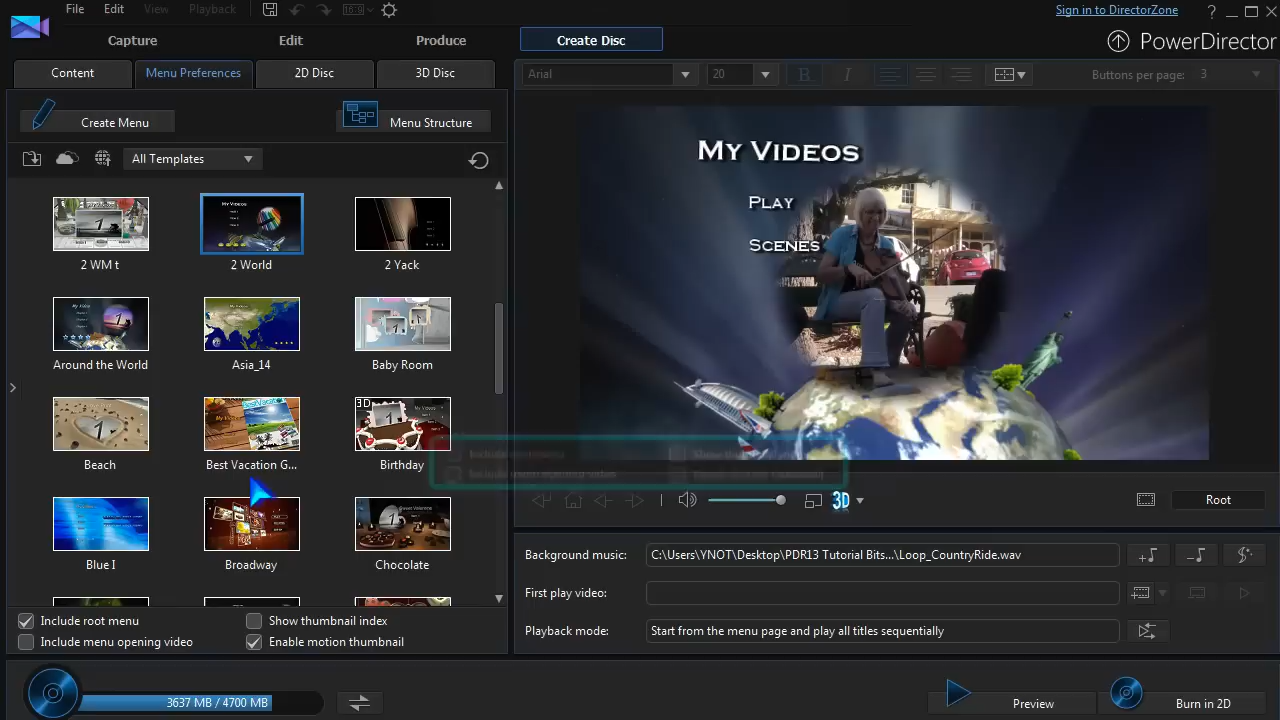 File Edit View Playback 16:9 Sign in to DirectorZone ?
Capture Edit Produce Create Disc PowerDirector
Content Menu Preferences 2D Disc 3D Disc
Arial 20 B I Buttons per page: 3
Create Menu Menu Structure
All Templates
My Videos
Play
Scenes
2 WM t 2 World 2 Yack
Around the World Asia_14 Baby Room
Beach Best Vacation G... Birthday
Blue I Broadway Chocolate
3D Root
Background music: C:\Users\YNOT\Desktop\PDR13 Tutorial Bits...\Loop_CountryRide.wav
First play video:
Playback mode: Start from the menu page and play all titles sequentially
Include root menu Show thumbnail index
Include menu opening video Enable motion thumbnail
3637 MB / 4700 MB Preview Burn in 2D